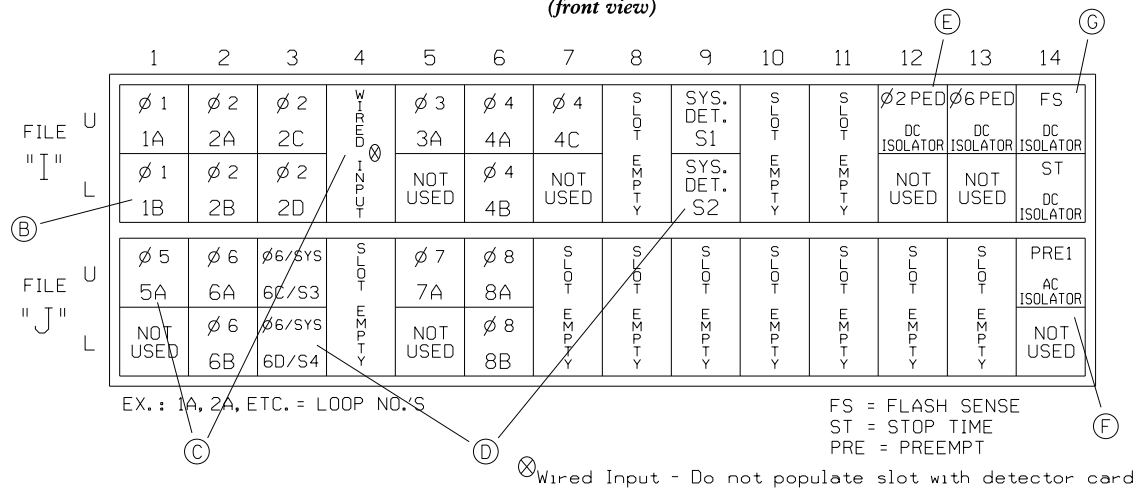 (front view)
E
G
1 2 3 4 5 6 7 8 9 10 11 12 13 14
FILE "I"
U
Ø 1 1A
Ø 2 2A
Ø 2 2C
WIRED INPUT ⊗
Ø 3 3A
Ø 4 4A
Ø 4 4C
SLOT EMPTY
SYS. DET. S1
SLOT EMPTY
SLOT EMPTY
Ø2 PED DC ISOLATOR
Ø6 PED DC ISOLATOR
FS DC ISOLATOR
L
Ø 1 1B
Ø 2 2B
Ø 2 2D
NOT USED
Ø 4 4B
NOT USED
SYS. DET. S2
NOT USED
NOT USED
ST DC ISOLATOR
B
FILE "J"
U
Ø 5 5A
Ø 6 6A
Ø6/SYS 6C/S3
SLOT EMPTY
Ø 7 7A
Ø 8 8A
SLOT EMPTY
SLOT EMPTY
SLOT EMPTY
SLOT EMPTY
SLOT EMPTY
SLOT EMPTY
SLOT EMPTY
PRE1 AC ISOLATOR
L
NOT USED
Ø 6 6B
Ø6/SYS 6D/S4
NOT USED
Ø 8 8B
NOT USED
EX.: 1A, 2A, ETC. = LOOP NO.'S
FS = FLASH SENSE
ST = STOP TIME
PRE = PREEMPT
C
D
F
⊗ Wired Input - Do not populate slot with detector card